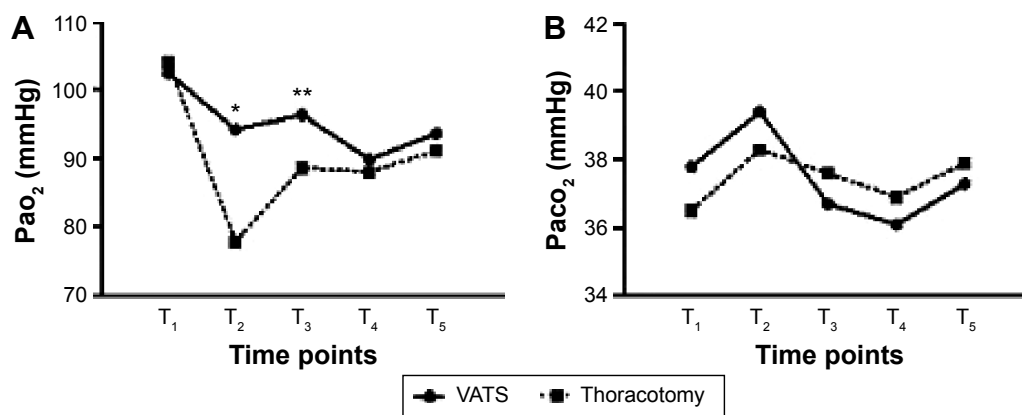 A
Pao2 (mmHg)
110
100
90
80
70
*
**
T1 T2 T3 T4 T5
Time points
B
Paco2 (mmHg)
42
40
38
36
34
T1 T2 T3 T4 T5
Time points
VATS Thoracotomy